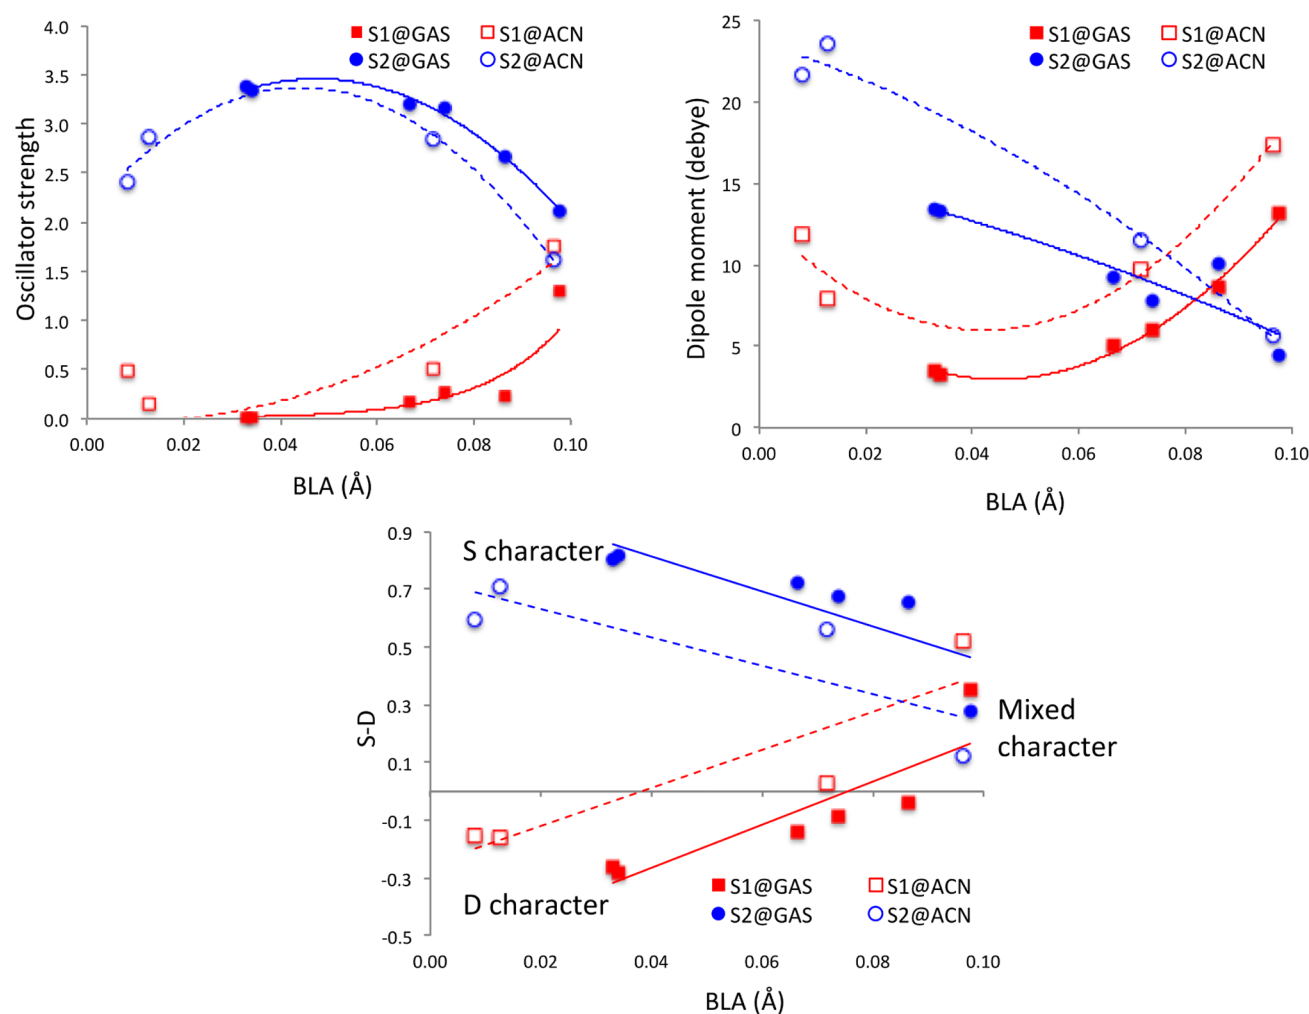 4.0
3.5
3.0
2.5
2.0
1.5
1.0
0.5
0.0
Oscillator strength
S1@GAS S1@ACN
S2@GAS S2@ACN
0.00 0.02 0.04 0.06 0.08 0.10
BLA (Å)
25
20
15
10
5
0
Dipole moment (debye)
S1@GAS S1@ACN
S2@GAS S2@ACN
0.00 0.02 0.04 0.06 0.08 0.10
BLA (Å)
0.9
0.7
0.5
0.3
0.1
-0.1
-0.3
-0.5
S-D
S character
Mixed
character
D character
S1@GAS S1@ACN
S2@GAS S2@ACN
0.00 0.02 0.04 0.06 0.08 0.10
BLA (Å)